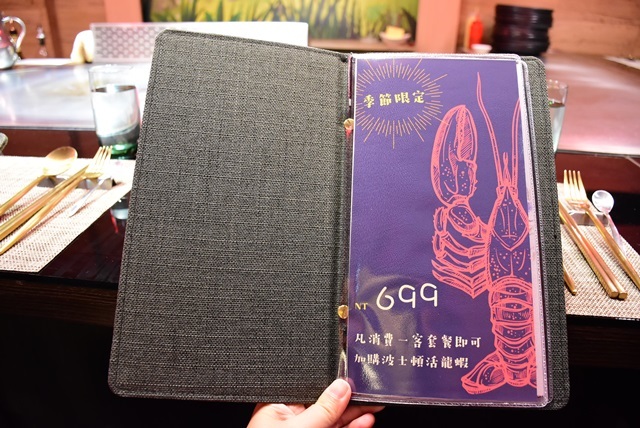 季節限定
NT 699
凡消費一客套餐即可
加購波士頓活龍蝦